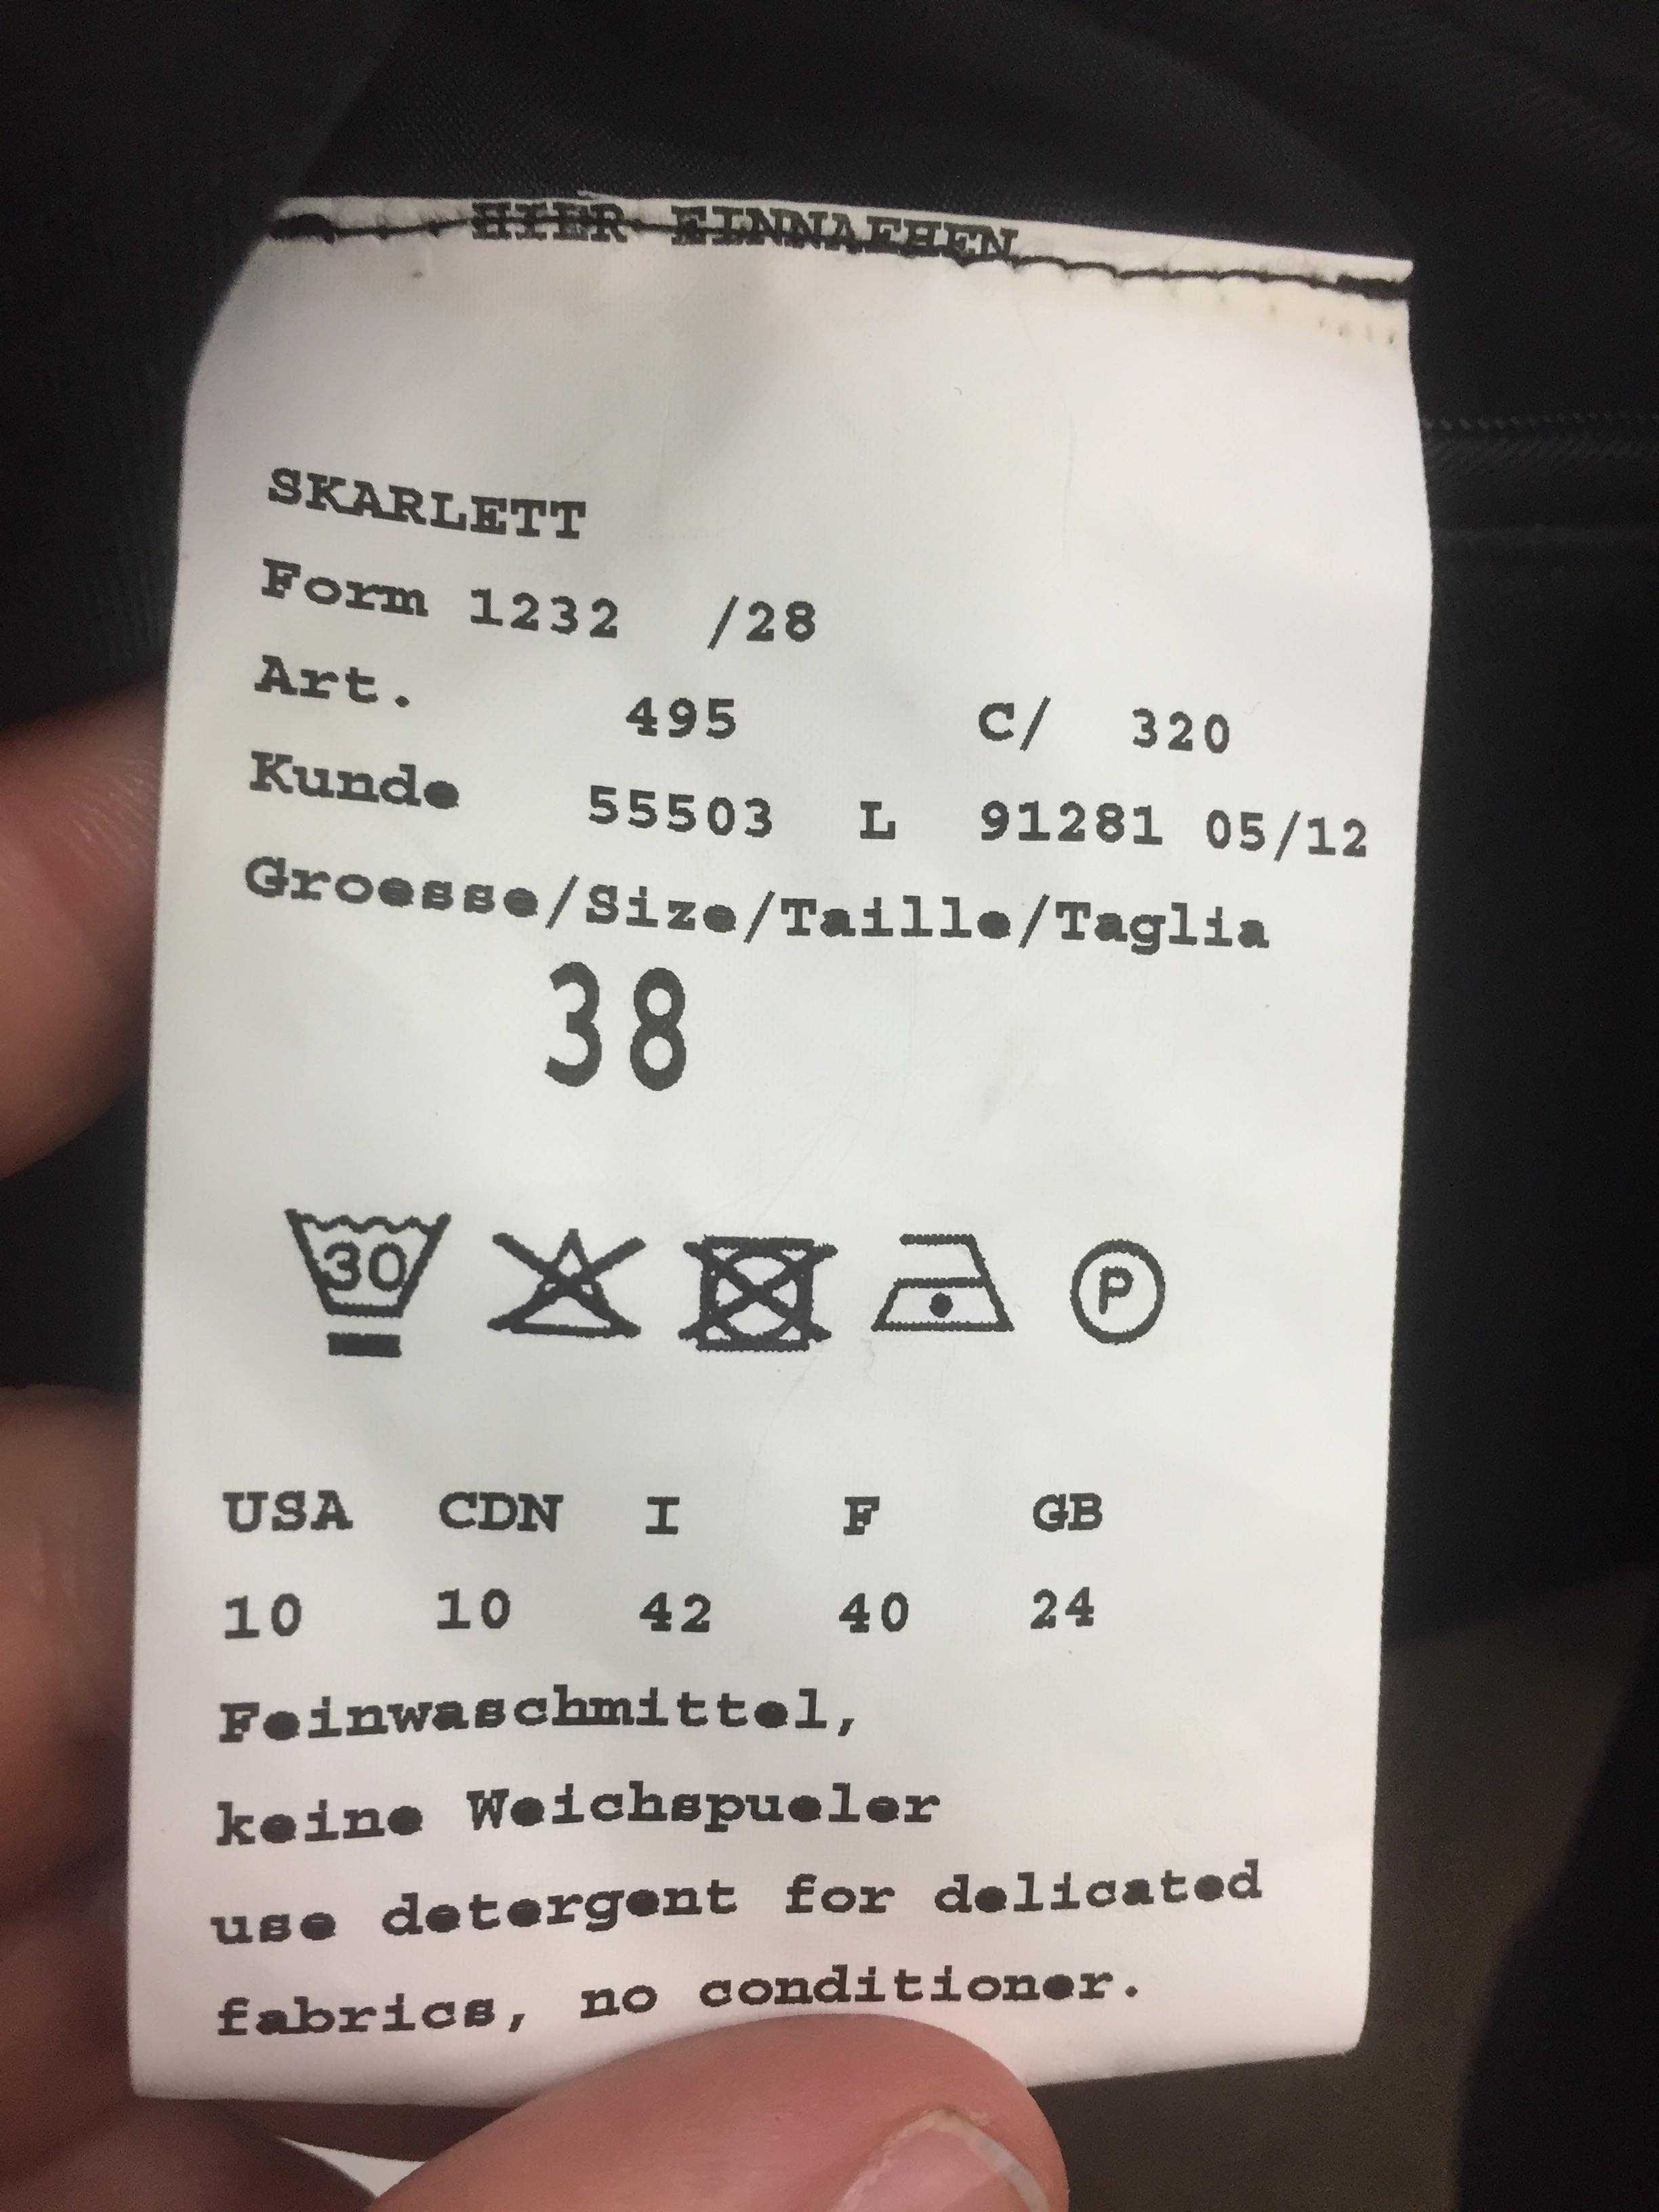 HIER EINNAEHEN
SKARLETT
Form 1232 /28
Art. 495 C/ 320
Kunde 55503 L 91281 05/12
Groesse/Size/Taille/Taglia
38
30 P
USA CDN I F GB
10 10 42 40 24
Feinwaschmittel,
keine Weichspueler
use detergent for delicated
fabrics, no conditioner.